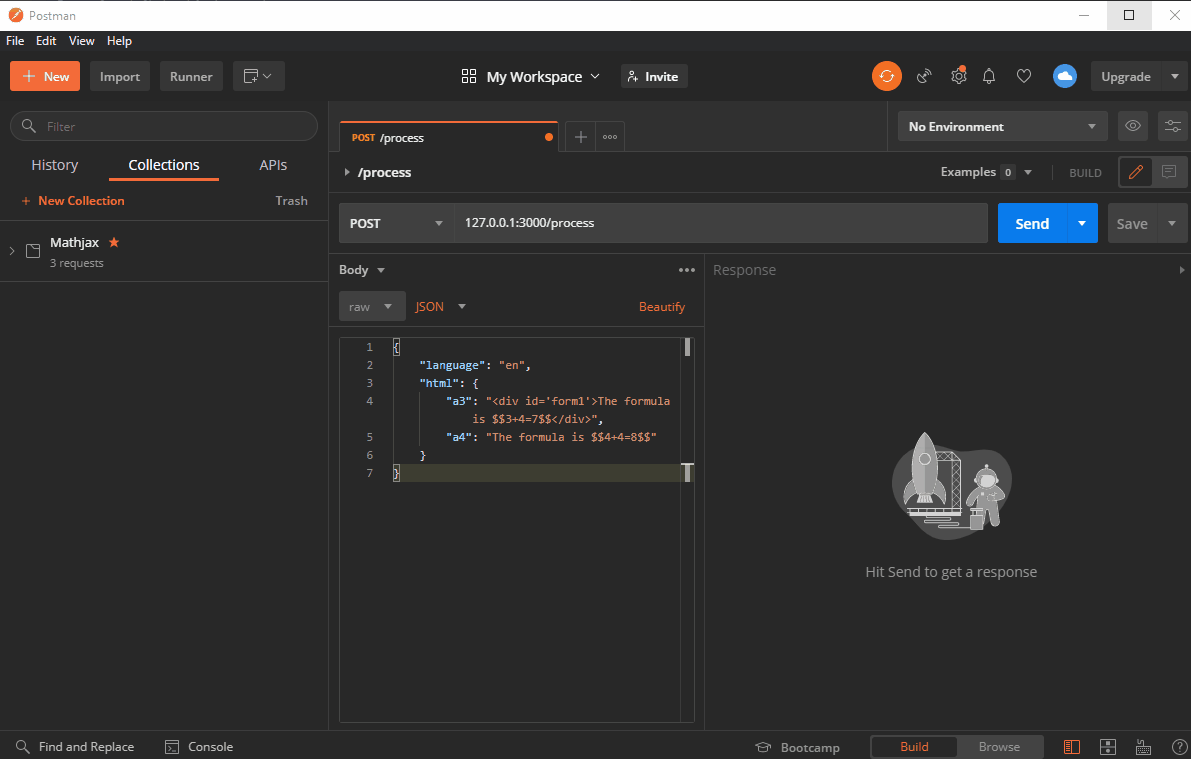 Postman
File Edit View Help
New Import Runner My Workspace Invite Upgrade
Filter
History Collections APIs
+ New Collection Trash
Mathjax
3 requests
POST /process
No Environment
/process
Examples 0 BUILD
POST 127.0.0.1:3000/process Send Save
Body
Response
raw JSON Beautify
1 {
2 "language": "en",
3 "html": {
4 "a3": "<div id='form1'>The formula
is $$3+4=7$$</div>",
5 "a4": "The formula is $$4+4=8$$"
6 }
7 }
Hit Send to get a response
Find and Replace Console Bootcamp Build Browse